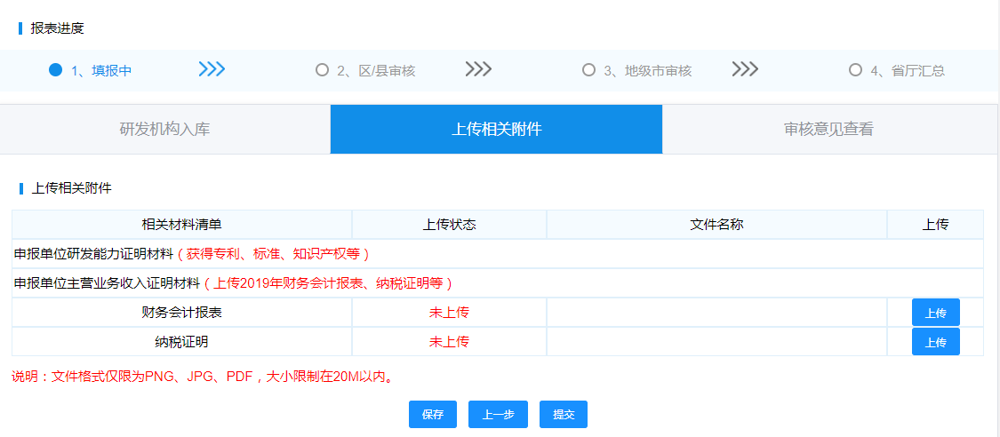 报表进度
1、填报中 2、区/县审核 3、地级市审核 4、省厅汇总
研发机构入库 上传相关附件 审核意见查看
上传相关附件
相关材料清单 上传状态 文件名称 上传
申报单位研发能力证明材料（获得专利、标准、知识产权等）
申报单位主营业务收入证明材料（上传2019年财务会计报表、纳税证明等）
财务会计报表 未上传 上传
纳税证明 未上传 上传
说明：文件格式仅限为PNG、JPG、PDF，大小限制在20M以内。
保存 上一步 提交